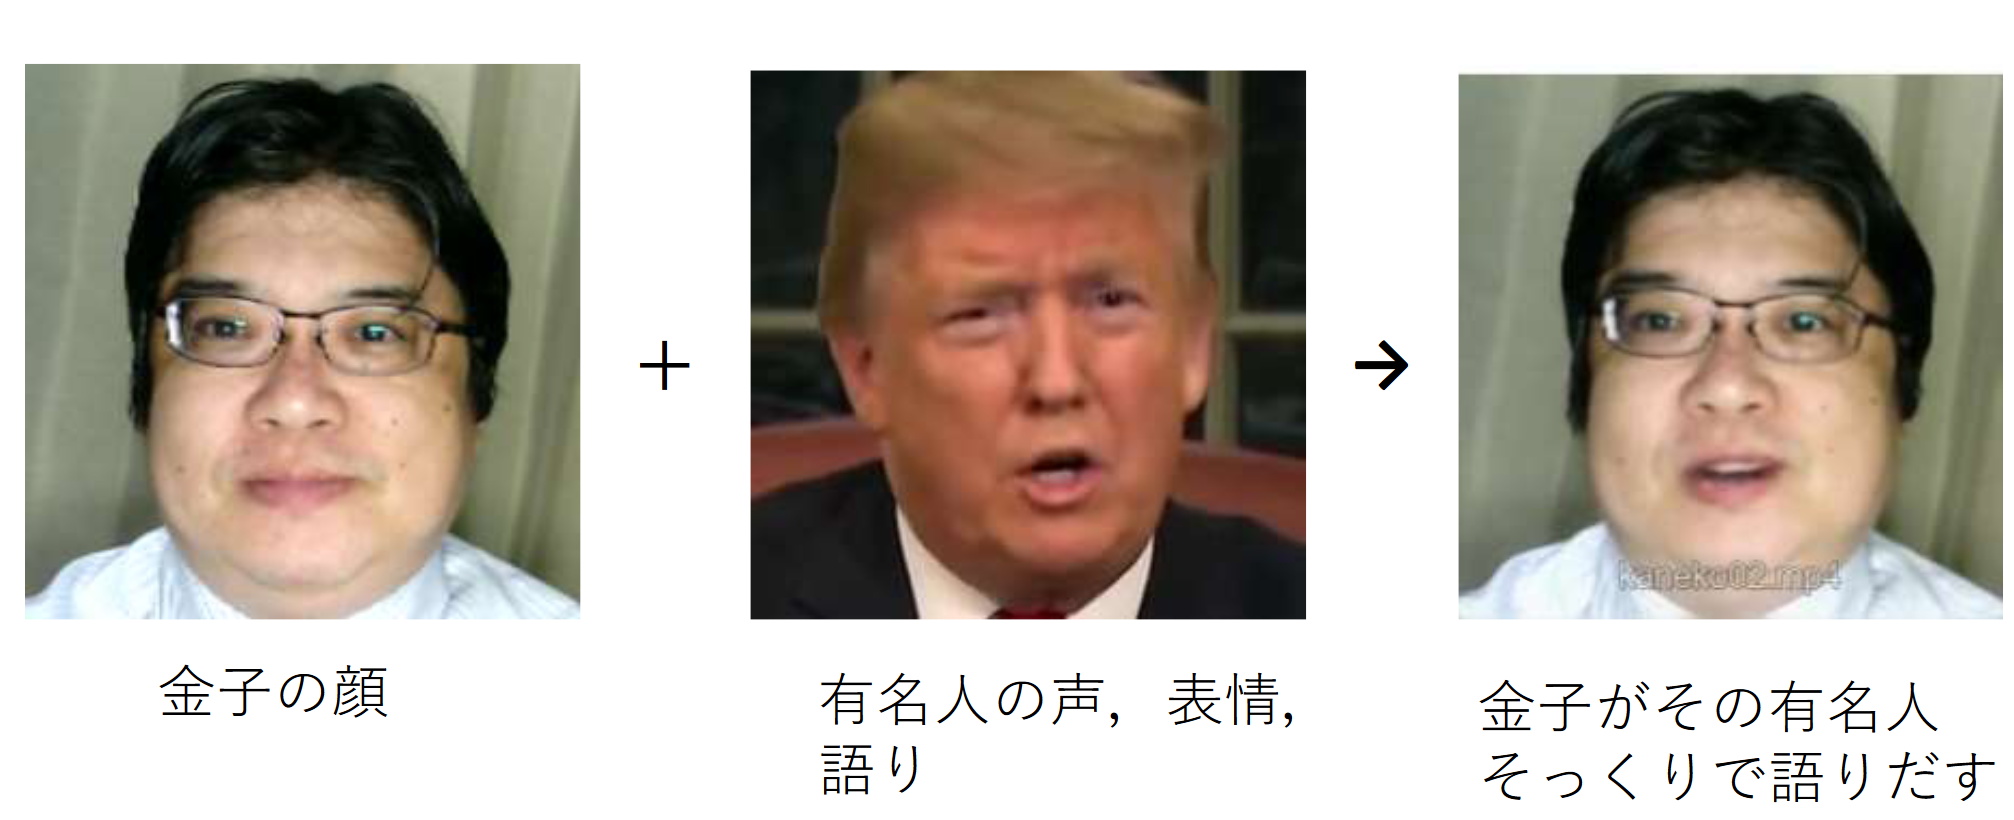 +
→
kaneko02.mp4
金子の顔
有名人の声，表情，
語り
金子がその有名人
そっくりで語りだす